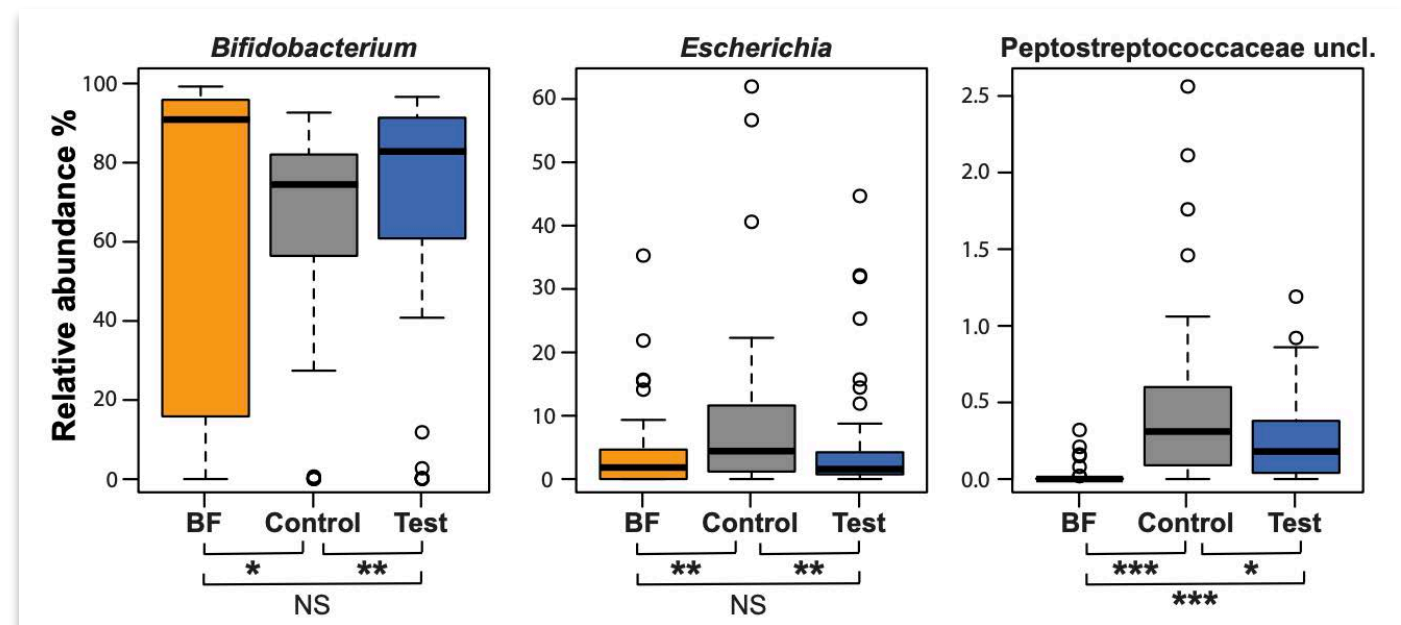 Bifidobacterium
Escherichia
Peptostreptococcaceae uncl.
Relative abundance %
100
80
60
40
20
0
BF Control Test
* **
NS
60
50
40
30
20
10
0
BF Control Test
** **
NS
2.5
2.0
1.5
1.0
0.5
0.0
BF Control Test
*** *
***